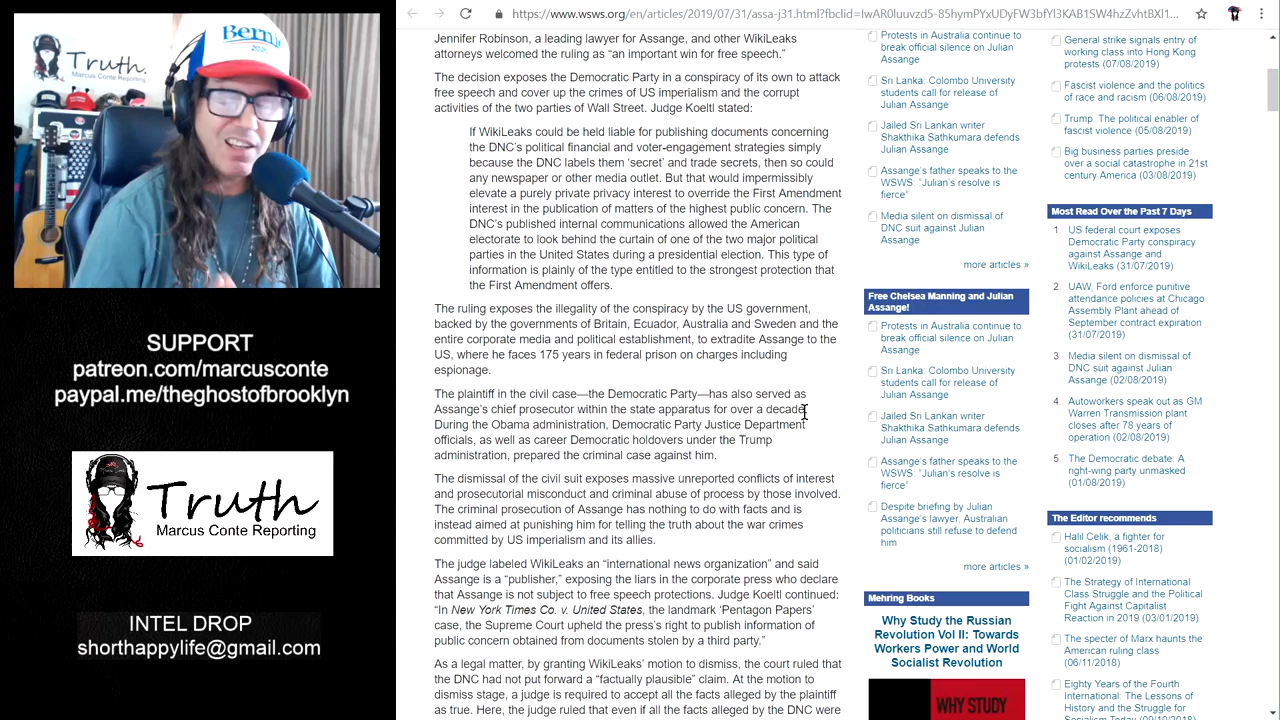 Bernie
2020
Truth.
Marcus Conte Reporting
SUPPORT
patreon.com/marcusconte
paypal.me/theghostofbrooklyn
Truth
Marcus Conte Reporting
INTEL DROP
shorthappylife@gmail.com
Jennifer Robinson, a leading lawyer for Assange, and other WikiLeaks
attorneys welcomed the ruling as “an important win for free speech.”
The decision exposes the Democratic Party in a conspiracy of its own to attack
free speech and cover up the crimes of US imperialism and the corrupt
activities of the two parties of Wall Street. Judge Koeltl stated:
If WikiLeaks could be held liable for publishing documents concerning
the DNC’s political financial and voter-engagement strategies simply
because the DNC labels them ‘secret’ and trade secrets, then so could
any newspaper or other media outlet. But that would impermissibly
elevate a purely private privacy interest to override the First Amendment
interest in the publication of matters of the highest public concern. The
DNC’s published internal communications allowed the American
electorate to look behind the curtain of one of the two major political
parties in the United States during a presidential election. This type of
information is plainly of the type entitled to the strongest protection that
the First Amendment offers.
The ruling exposes the illegality of the conspiracy by the US government,
backed by the governments of Britain, Ecuador, Australia and Sweden and the
entire corporate media and political establishment, to extradite Assange to the
US, where he faces 175 years in federal prison on charges including
espionage.
The plaintiff in the civil case—the Democratic Party—has also served as
Assange’s chief prosecutor within the state apparatus for over a decade.
During the Obama administration, Democratic Party Justice Department
officials, as well as career Democratic holdovers under the Trump
administration, prepared the criminal case against him.
The dismissal of the civil suit exposes massive unreported conflicts of interest
and prosecutorial misconduct and criminal abuse of process by those involved.
The criminal prosecution of Assange has nothing to do with facts and is
instead aimed at punishing him for telling the truth about the war crimes
committed by US imperialism and its allies.
The judge labeled WikiLeaks an “international news organization” and said
Assange is a “publisher,” exposing the liars in the corporate press who declare
that Assange is not subject to free speech protections. Judge Koeltl continued:
“In New York Times Co. v. United States, the landmark ‘Pentagon Papers’
case, the Supreme Court upheld the press’s right to publish information of
public concern obtained from documents stolen by a third party.”
As a legal matter, by granting WikiLeaks’ motion to dismiss, the court ruled that
the DNC had not put forward a “factually plausible” claim. At the motion to
dismiss stage, a judge is required to accept all the facts alleged by the plaintiff
as true. Here, the judge ruled that even if all the facts alleged by the DNC were
Protests in Australia continue to
break official silence on Julian
Assange
Sri Lanka: Colombo University
students call for release of
Julian Assange
Jailed Sri Lankan writer
Shakthika Sathkumara defends
Julian Assange
Assange’s father speaks to the
WSWS: “Julian’s resolve is
fierce”
Media silent on dismissal of
DNC suit against Julian
Assange
more articles »
Free Chelsea Manning and Julian
Assange!
Protests in Australia continue to
break official silence on Julian
Assange
Sri Lanka: Colombo University
students call for release of
Julian Assange
Jailed Sri Lankan writer
Shakthika Sathkumara defends
Julian Assange
Assange’s father speaks to the
WSWS: “Julian’s resolve is
fierce”
Despite briefing by Julian
Assange’s lawyer, Australian
politicians still refuse to defend
him
more articles »
Mehring Books
Why Study the Russian
Revolution Vol II: Towards
Workers Power and World
Socialist Revolution
WHY STUDY
General strike signals entry of
working class into Hong Kong
protests (07/08/2019)
Fascist violence and the politics
of race and racism (06/08/2019)
Trump. The political enabler of
fascist violence (05/08/2019)
Big business parties preside
over a social catastrophe in 21st
century America (03/08/2019)
Most Read Over the Past 7 Days
1. US federal court exposes
Democratic Party conspiracy
against Assange and
WikiLeaks (31/07/2019)
2. UAW, Ford enforce punitive
attendance policies at Chicago
Assembly Plant ahead of
September contract expiration
(31/07/2019)
3. Media silent on dismissal of
DNC suit against Julian
Assange (02/08/2019)
4. Autoworkers speak out as GM
Warren Transmission plant
closes after 78 years of
operation (02/08/2019)
5. The Democratic debate: A
right-wing party unmasked
(01/08/2019)
The Editor recommends
Halil Celik, a fighter for
socialism (1961-2018)
(01/02/2019)
The Strategy of International
Class Struggle and the Political
Fight Against Capitalist
Reaction in 2019 (03/01/2019)
The specter of Marx haunts the
American ruling class
(06/11/2018)
Eighty Years of the Fourth
International: The Lessons of
History and the Struggle for